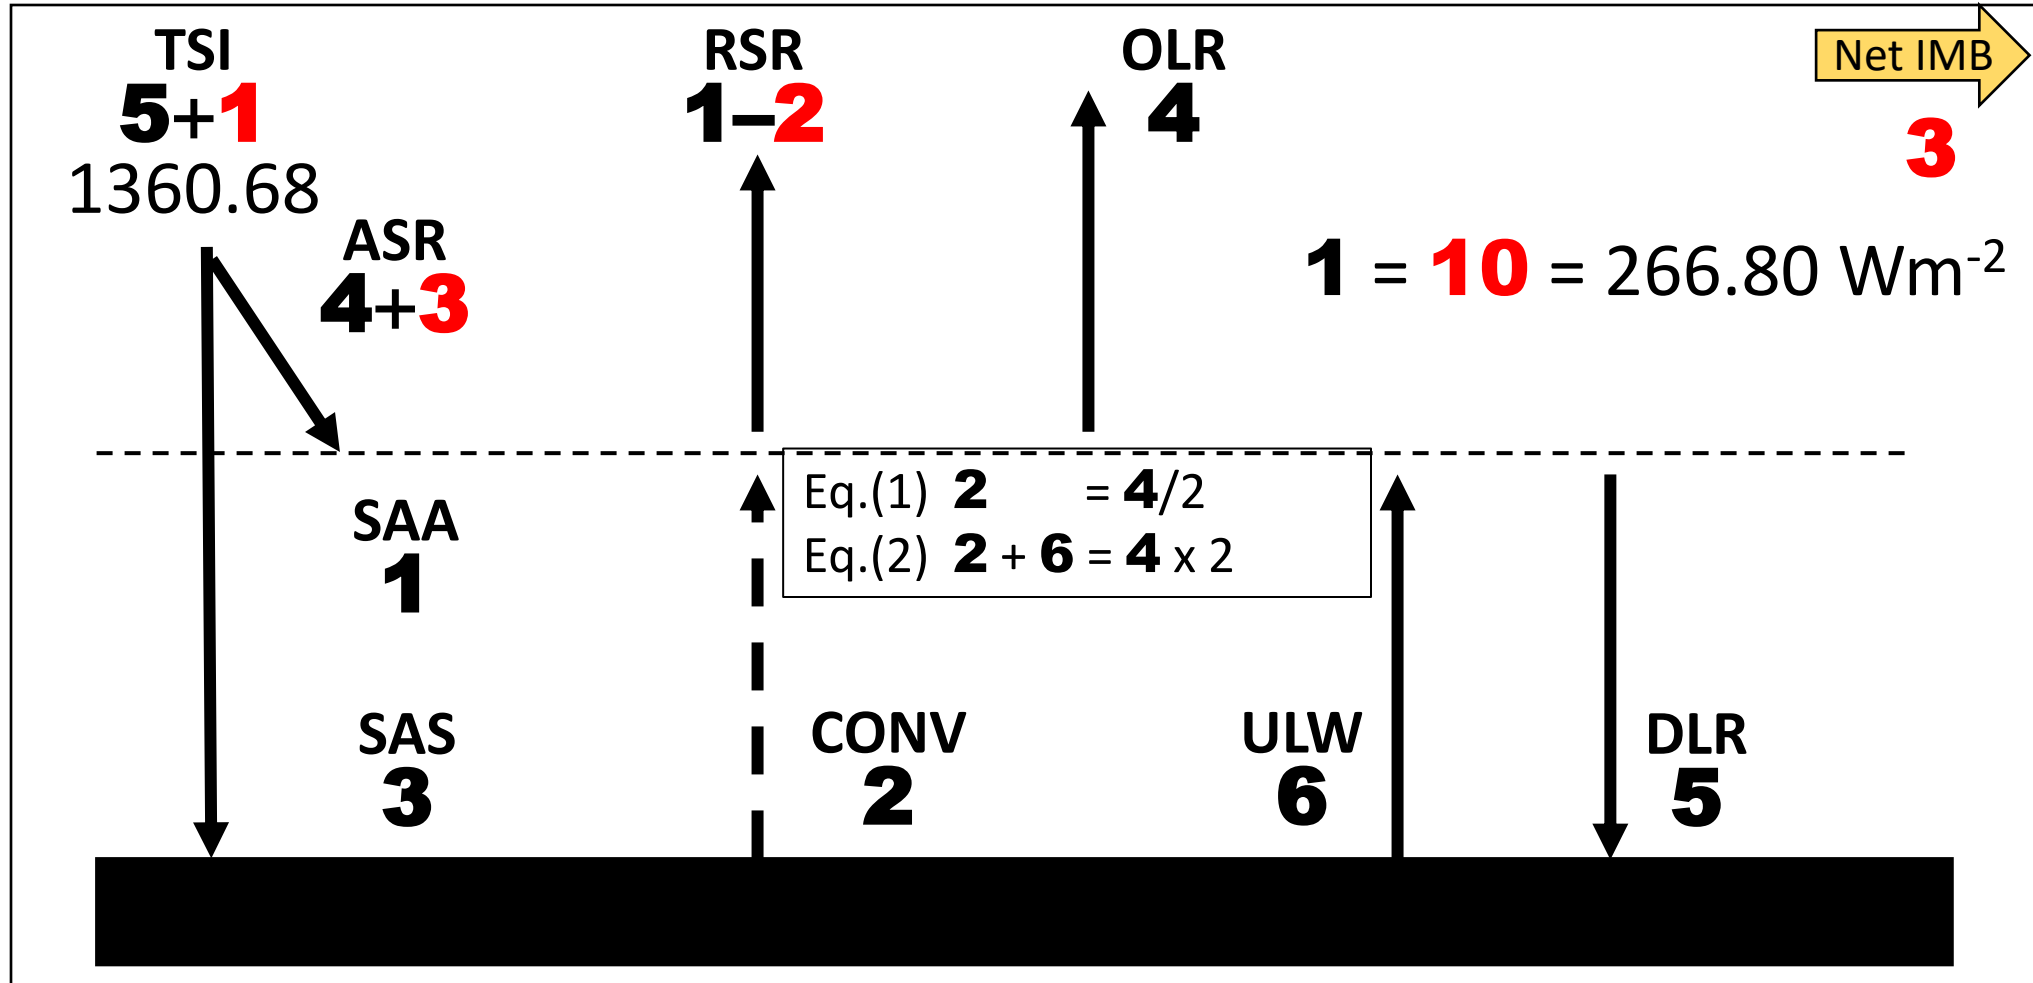 TSI
5+1
1360.68
RSR
1–2
OLR
4
Net IMB
3
ASR
4+3
1 = 10 = 266.80 Wm-2
Eq.(1) 2 = 4/2
Eq.(2) 2 + 6 = 4 x 2
SAA
1
SAS
3
CONV
2
ULW
6
DLR
5